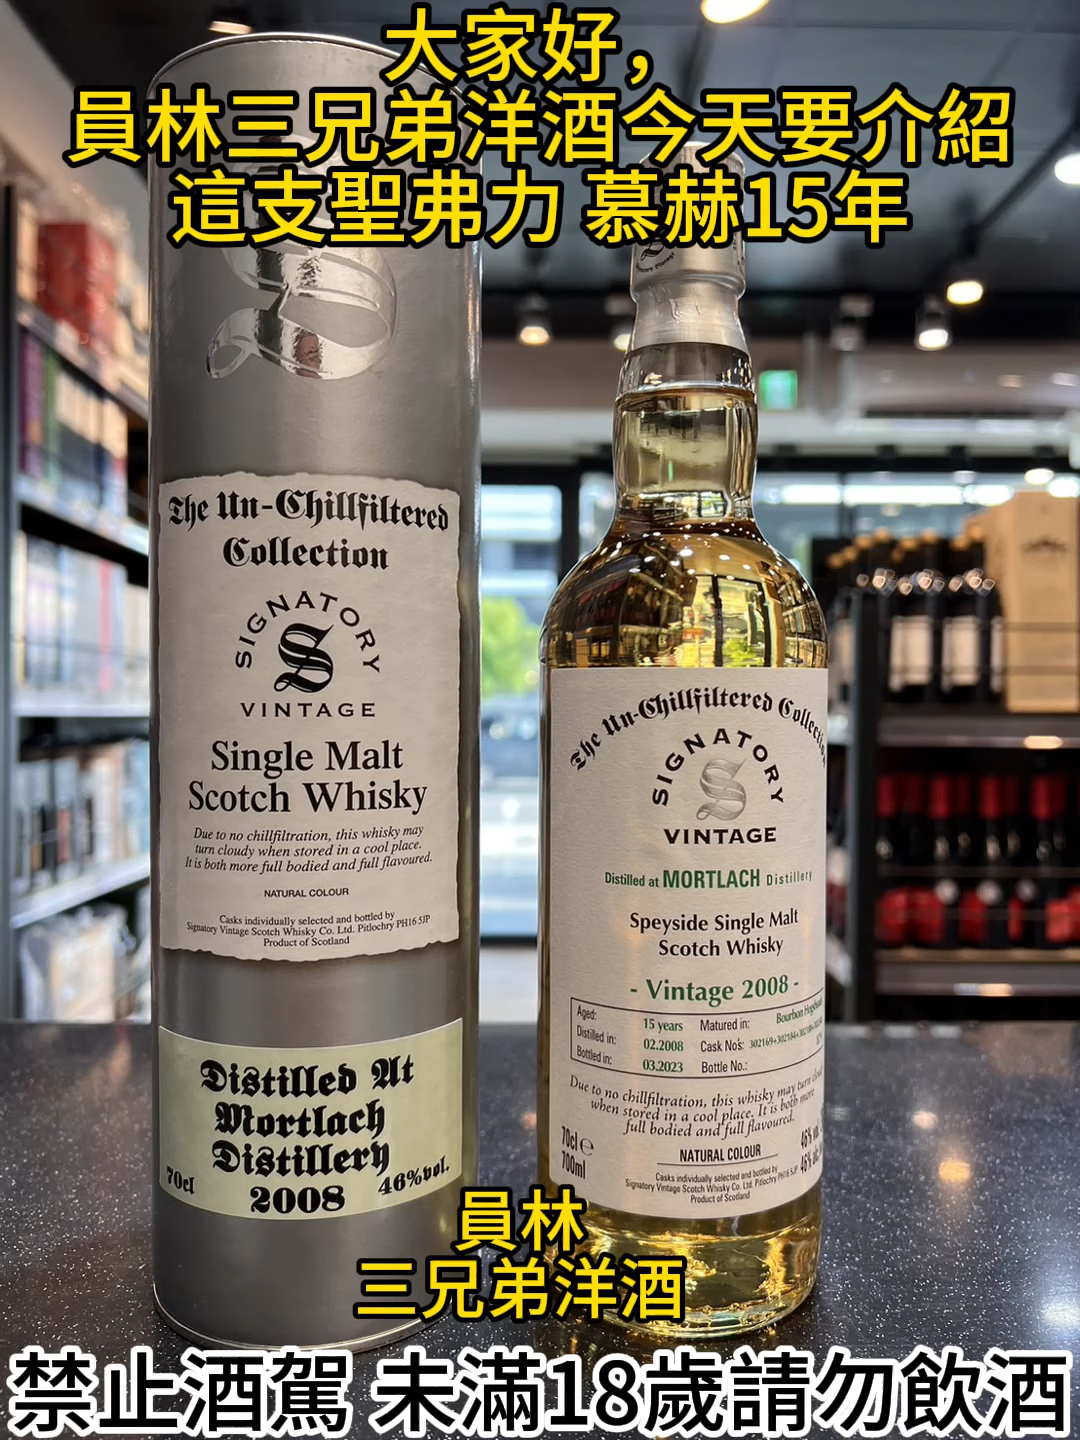 大家好，
員林三兄弟洋酒今天要介紹
這支聖弗力 慕赫15年
The Un-Chillfiltered
Collection
SIGNATORY
S
VINTAGE
Single Malt
Scotch Whisky
Due to no chillfiltration, this whisky may
turn cloudy when stored in a cool place.
It is both more full bodied and full flavoured.
NATURAL COLOUR
Casks individually selected and bottled by
Signatory Vintage Scotch Whisky Co. Ltd. Pitlochry PH16 5JP
Product of Scotland
Distilled At
Mortlach
Distillery
70cl 2008 46%vol.
The Un-Chillfiltered Collection
SIGNATORY
S
VINTAGE
Distilled at MORTLACH Distillery
Speyside Single Malt
Scotch Whisky
- Vintage 2008 -
Aged: 15 years Matured in: Bourbon Hogsheads
Distilled in: 02.2008 Cask No's:
Bottled in: 03.2023 Bottle No.:
Due to no chillfiltration, this whisky may turn
when stored in a cool place. It is both more
full bodied and full flavoured.
70cl e 46% vol.
700ml NATURAL COLOUR 46%
Casks individually selected and bottled by
Signatory Vintage Scotch Whisky Co. Ltd. Pitlochry PH16 5JP
Product of Scotland
員林
三兄弟洋酒
禁止酒駕 未滿18歲請勿飲酒